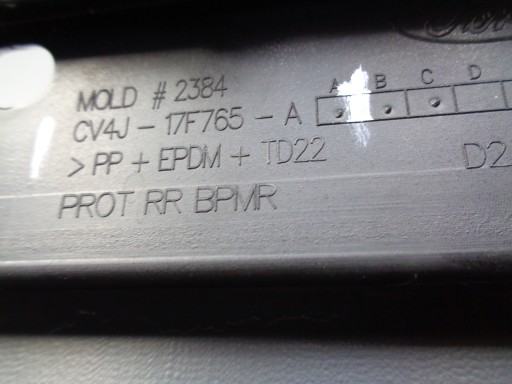 MOLD # 2384
A B C D
CV4J - 17F765 - A
>PP + EPDM + TD22
D2
PROT RR BPMR